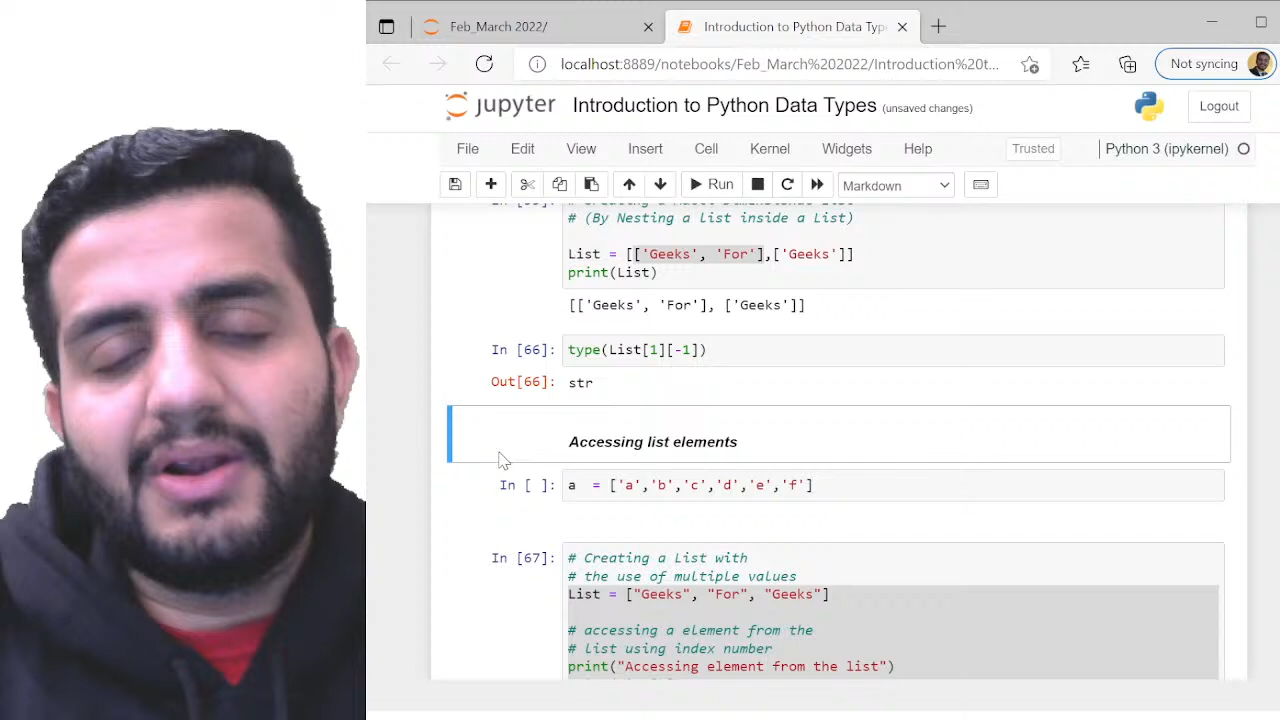 Feb_March 2022/
Introduction to Python Data Type
localhost:8889/notebooks/Feb_March%202022/Introduction%20t...
Not syncing
jupyter Introduction to Python Data Types (unsaved changes)
Logout
File Edit View Insert Cell Kernel Widgets Help
Trusted
Python 3 (ipykernel)
Run
Markdown
# (By Nesting a list inside a List)
List = [['Geeks', 'For'],['Geeks']]
print(List)
[['Geeks', 'For'], ['Geeks']]
In [66]: type(List[1][-1])
Out[66]: str
Accessing list elements
In [ ]: a = ['a','b','c','d','e','f']
In [67]: # Creating a List with
# the use of multiple values
List = ["Geeks", "For", "Geeks"]
# accessing a element from the
# list using index number
print("Accessing element from the list")